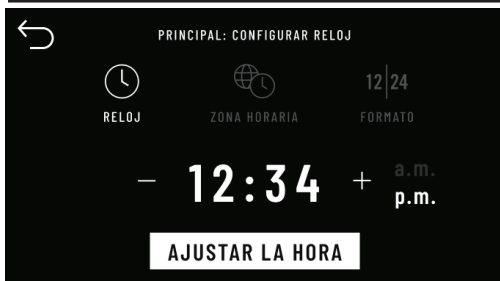 PRINCIPAL: CONFIGURAR RELOJ
12|24
RELOJ ZONA HORARIA FORMATO
a.m.
− 12:34 +
p.m.
AJUSTAR LA HORA